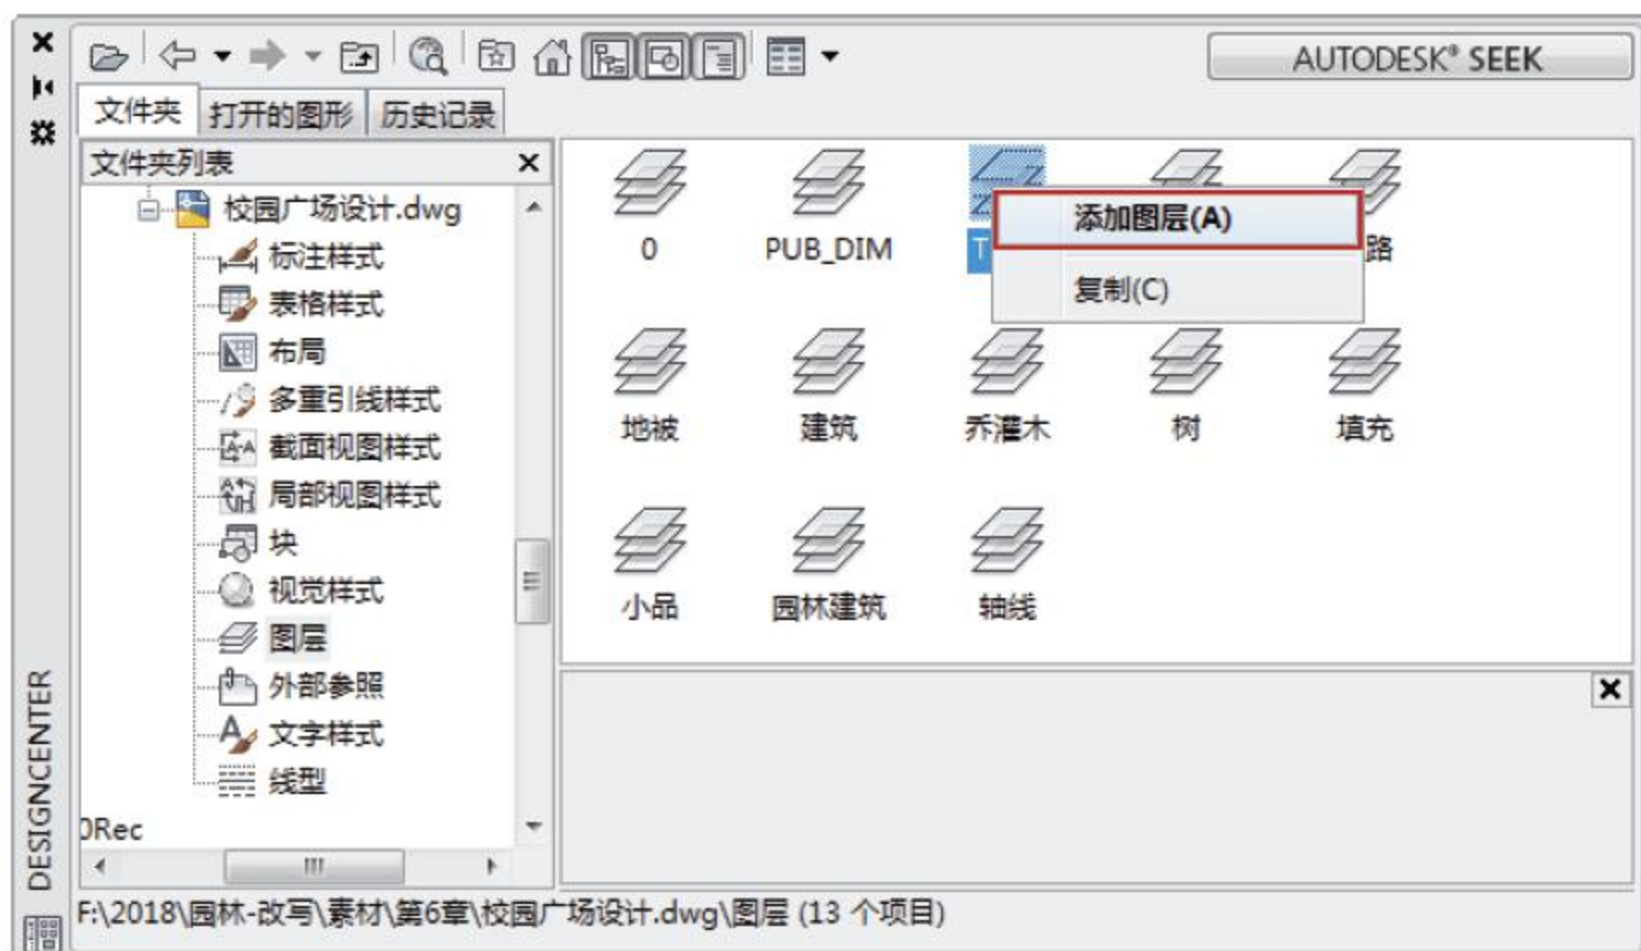 AUTODESK® SEEK
文件夹 打开的图形 历史记录
文件夹列表
校园广场设计.dwg
标注样式
表格样式
布局
多重引线样式
截面视图样式
局部视图样式
块
视觉样式
图层
外部参照
文字样式
线型
0Rec
0 PUB_DIM T 路
添加图层(A)
复制(C)
地被 建筑 乔灌木 树 填充
小品 园林建筑 轴线
DESIGNCENTER
F:\2018\园林-改写\素材\第6章\校园广场设计.dwg\图层 (13 个项目)